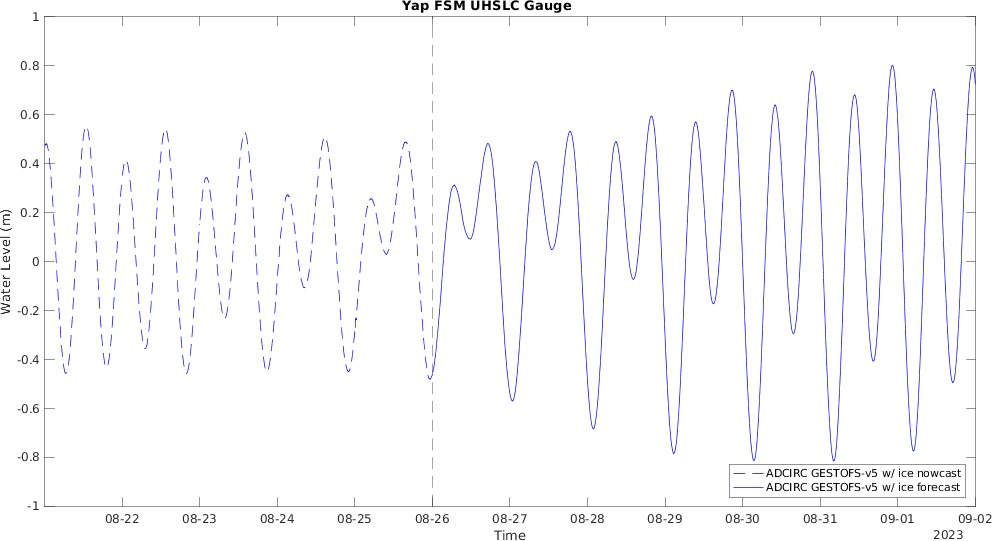 Yap FSM UHSLC Gauge
1
0.8
0.6
0.4
0.2
0
-0.2
-0.4
-0.6
-0.8
-1
Water Level (m)
ADCIRC GESTOFS-v5 w/ ice nowcast
ADCIRC GESTOFS-v5 w/ ice forecast
08-22 08-23 08-24 08-25 08-26 08-27 08-28 08-29 08-30 08-31 09-01 09-02
Time
2023